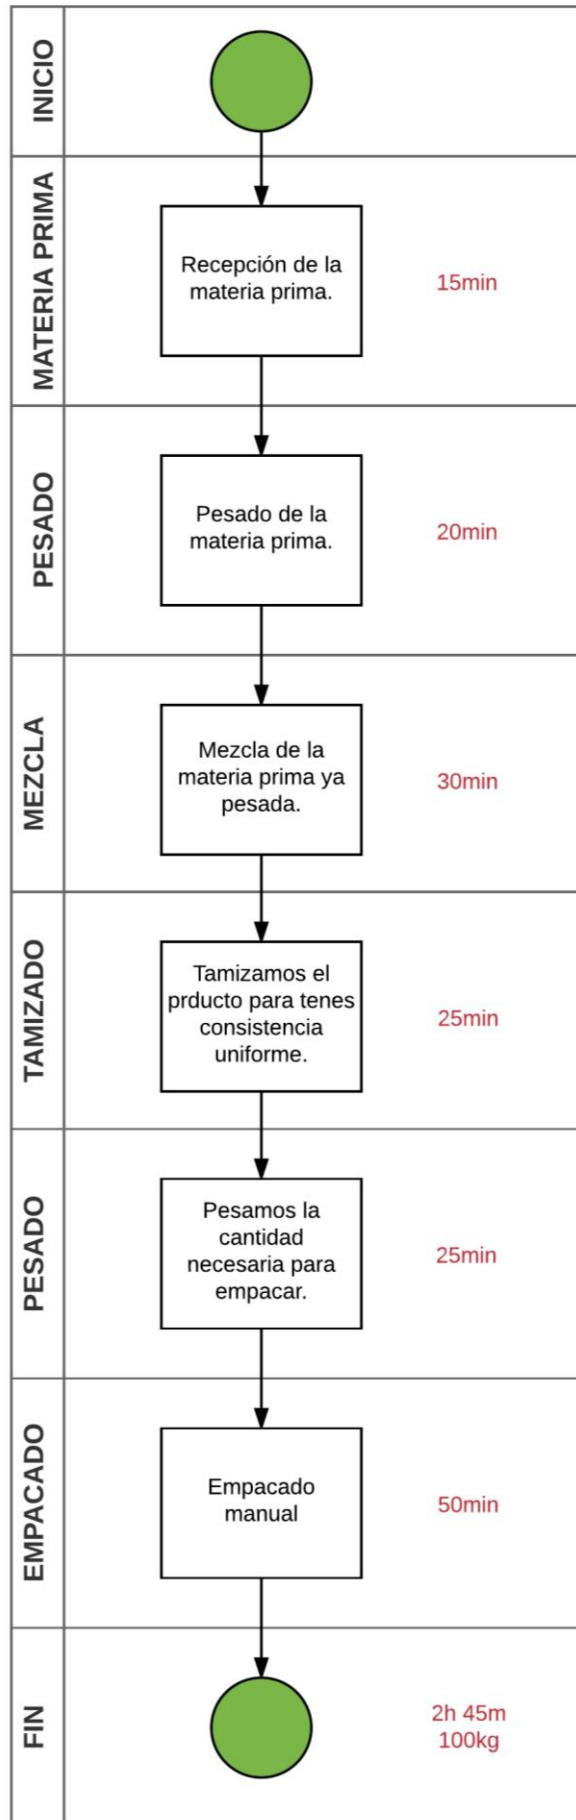 INICIO
MATERIA PRIMA
Recepción de la
materia prima.
15min
PESADO
Pesado de la
materia prima.
20min
MEZCLA
Mezcla de la
materia prima ya
pesada.
30min
TAMIZADO
Tamizamos el
prducto para tenes
consistencia
uniforme.
25min
PESADO
Pesamos la
cantidad
necesaria para
empacar.
25min
EMPACADO
Empacado
manual
50min
FIN
2h 45m
100kg